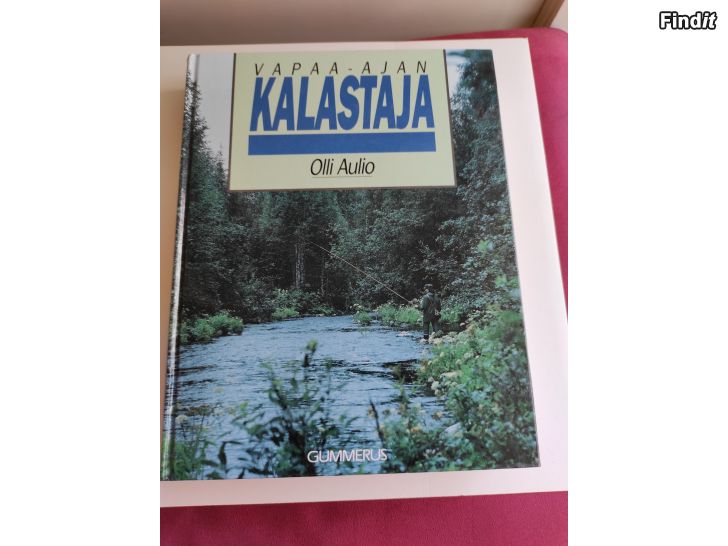 Findit
VAPAA-AJAN
KALASTAJA
Olli Aulio
GUMMERUS